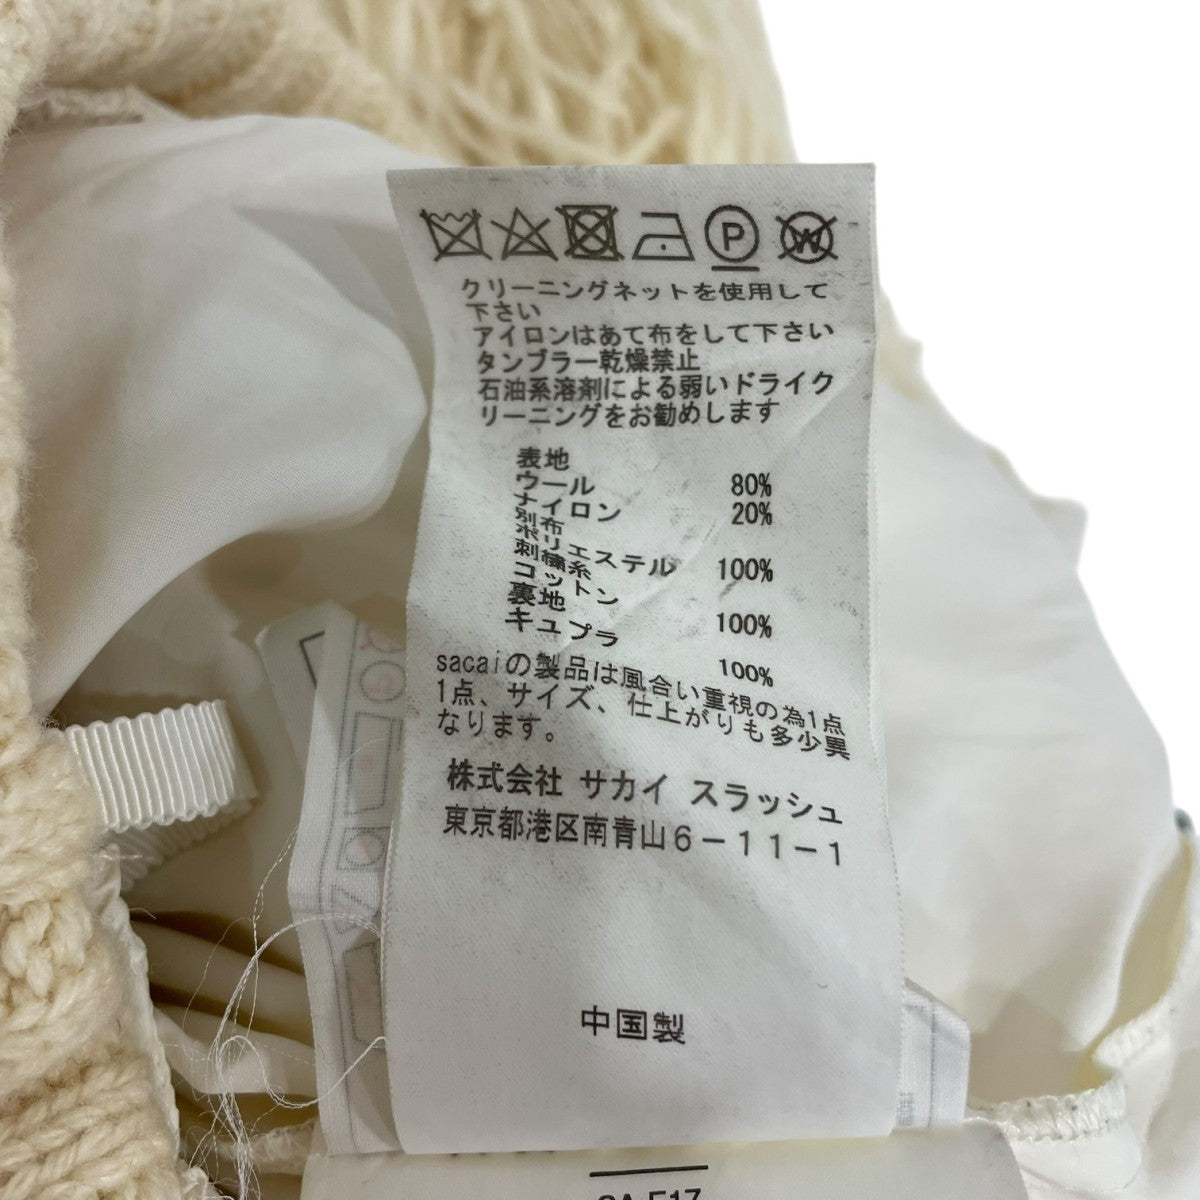 P
W
クリーニングネットを使用して
下さい
アイロンはあて布をして下さい
タンブラー乾燥禁止
石油系溶剤による弱いドライク
リーニングをお勧めします
表地
ウール 80%
ナイロン 20%
別布
ポリエステル 100%
刺繍糸
コットン 100%
裏地
キュプラ 100%
sacaiの製品は風合い重視の為1点
1点、サイズ、仕上がりも多少異
なります。
株式会社 サカイ スラッシュ
東京都港区南青山6-11-1
中国製